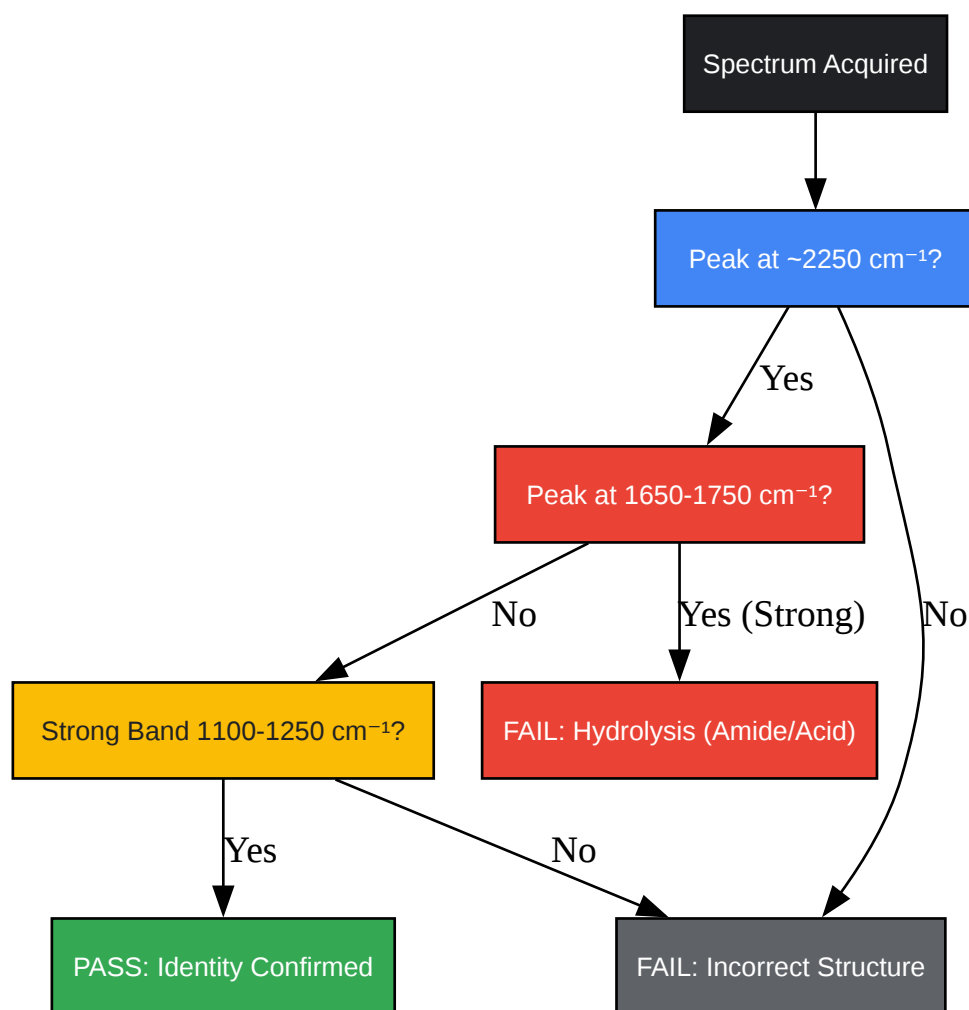 Spectrum Acquired
Peak at ~2250 cm⁻¹?
Yes
Peak at 1650-1750 cm⁻¹?
No
Yes (Strong)
No
Strong Band 1100-1250 cm⁻¹?
FAIL: Hydrolysis (Amide/Acid)
Yes
No
PASS: Identity Confirmed
FAIL: Incorrect Structure